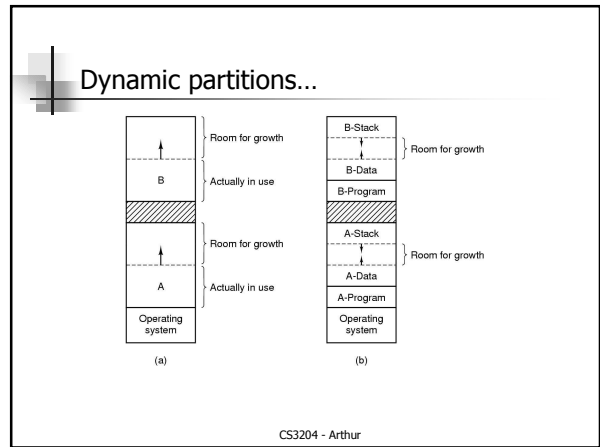 Dynamic partitions…
Room for growth
B
Actually in use
Room for growth
A
Actually in use
Operating
system
(a)
B-Stack
Room for growth
B-Data
B-Program
A-Stack
Room for growth
A-Data
A-Program
Operating
system
(b)
CS3204 - Arthur